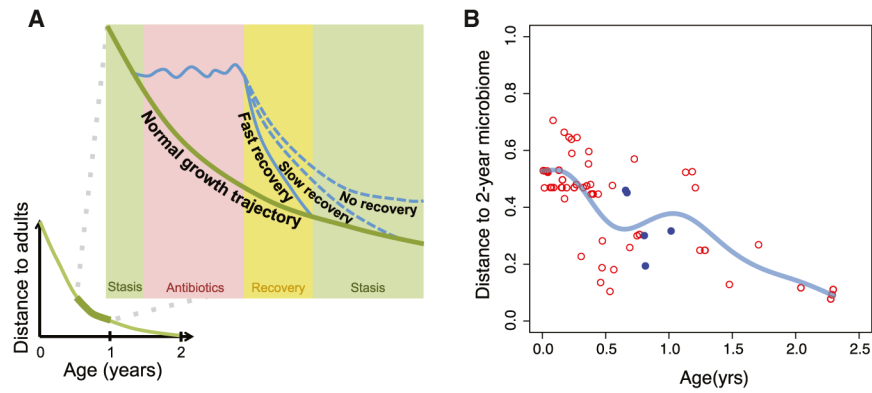 A
Normal growth trajectory
Fast recovery
Slow recovery
No recovery
Stasis Antibiotics Recovery Stasis
Distance to adults
0 1 2
Age (years)
B
Distance to 2-year microbiome
1.0
0.8
0.6
0.4
0.2
0.0
0.0 0.5 1.0 1.5 2.0 2.5
Age(yrs)